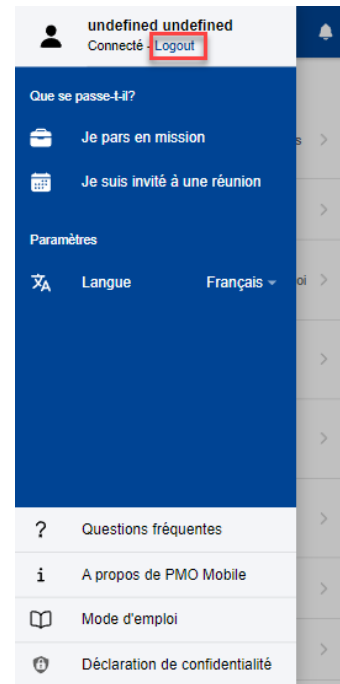 undefined undefined
Connecté - Logout
Que se passe-t-il?
Je pars en mission
s
Je suis invité à une réunion
Paramètres
Langue Français
oi
? Questions fréquentes
i A propos de PMO Mobile
Mode d'emploi
Déclaration de confidentialité